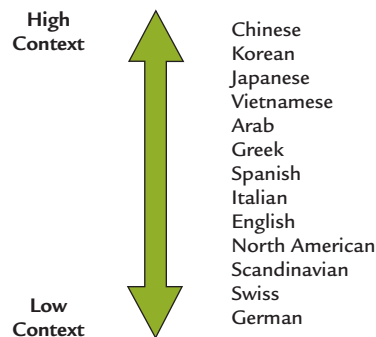 High
Context
Chinese
Korean
Japanese
Vietnamese
Arab
Greek
Spanish
Italian
English
North American
Scandinavian
Swiss
German
Low
Context